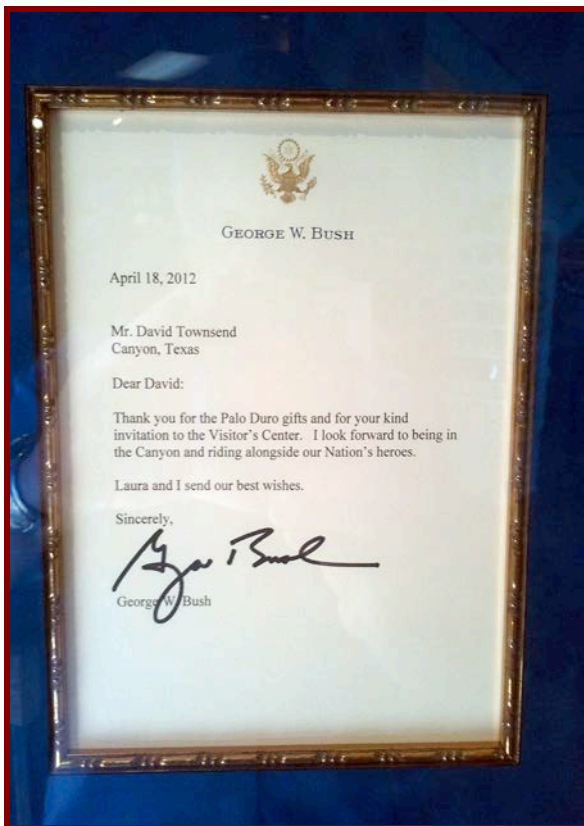 GEORGE W. BUSH
April 18, 2012
Mr. David Townsend
Canyon, Texas
Dear David:
Thank you for the Palo Duro gifts and for your kind
invitation to the Visitor's Center. I look forward to being in
the Canyon and riding alongside our Nation's heroes.
Laura and I send our best wishes.
Sincerely,
George W. Bush